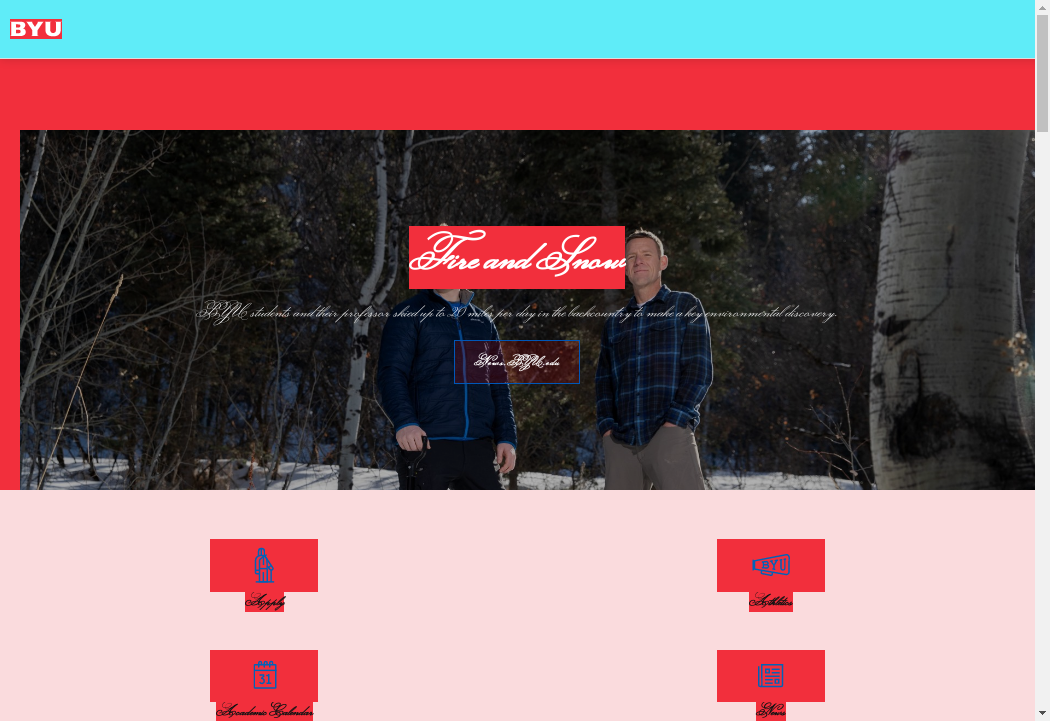 BYU
Fire and Snow
BYU students and their professor skied up to 20 miles per day in the backcountry to make a key environmental discovery.
News.BYU.edu
BYU
Apply
Athletics
31
Academic Calendar
News